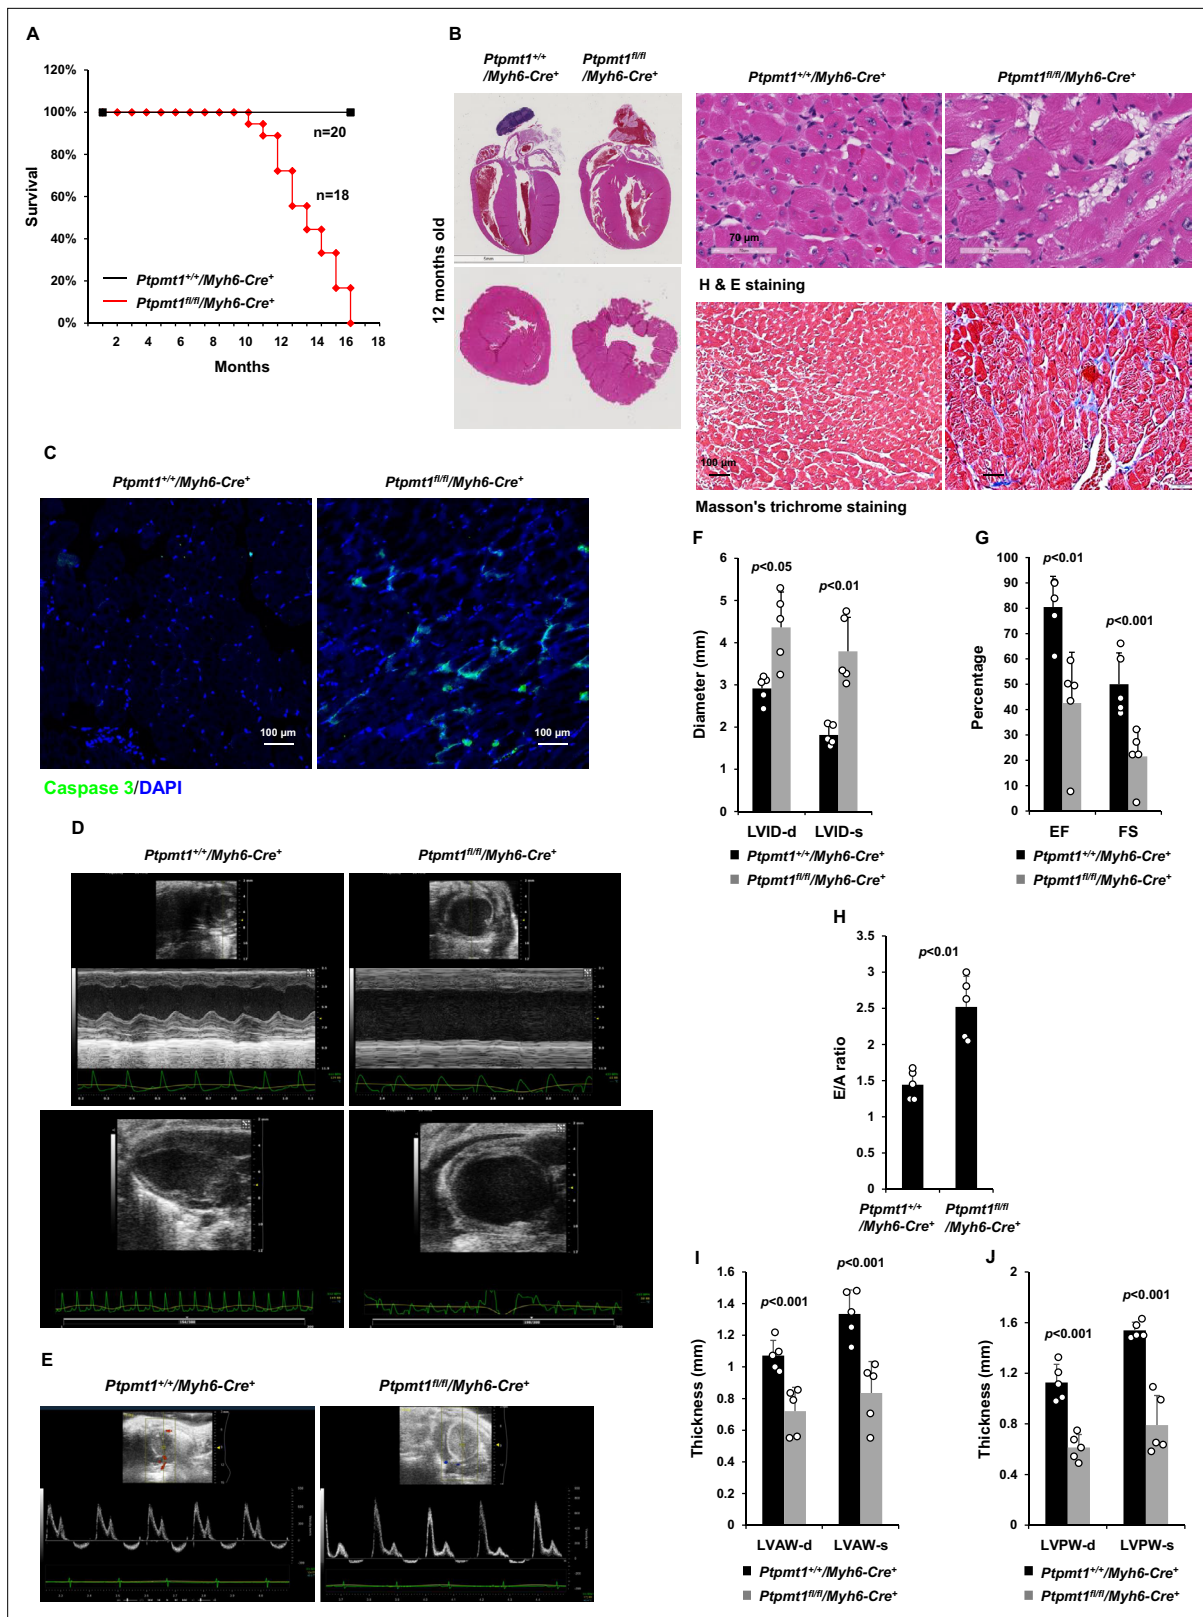 A
Survival
120%
100%
80%
60%
40%
20%
0%
n=20
n=18
Ptpmt1+/+/Myh6-Cre+
Ptpmt1fl/fl/Myh6-Cre+
2 4 6 8 10 12 14 16 18
Months
B
Ptpmt1+/+
/Myh6-Cre+
Ptpmt1fl/fl
/Myh6-Cre+
12 months old
Ptpmt1+/+/Myh6-Cre+
Ptpmt1fl/fl/Myh6-Cre+
70 µm
H & E staining
100 µm
Masson's trichrome staining
C
Ptpmt1+/+/Myh6-Cre+
Ptpmt1fl/fl/Myh6-Cre+
100 µm
100 µm
Caspase 3/DAPI
D
Ptpmt1+/+/Myh6-Cre+
Ptpmt1fl/fl/Myh6-Cre+
E
Ptpmt1+/+/Myh6-Cre+
Ptpmt1fl/fl/Myh6-Cre+
F
Diameter (mm)
6
5
4
3
2
1
0
p<0.05
p<0.01
LVID-d LVID-s
Ptpmt1+/+/Myh6-Cre+
Ptpmt1fl/fl/Myh6-Cre+
G
Percentage
100
90
80
70
60
50
40
30
20
10
0
p<0.01
p<0.001
EF FS
Ptpmt1+/+/Myh6-Cre+
Ptpmt1fl/fl/Myh6-Cre+
H
E/A ratio
3.5
3
2.5
2
1.5
1
0.5
0
p<0.01
Ptpmt1+/+
/Myh6-Cre+
Ptpmt1fl/fl
/Myh6-Cre+
I
Thickness (mm)
1.6
1.4
1.2
1
0.8
0.6
0.4
0.2
0
p<0.001
p<0.001
LVAW-d LVAW-s
Ptpmt1+/+/Myh6-Cre+
Ptpmt1fl/fl/Myh6-Cre+
J
Thickness (mm)
2
1.6
1.2
0.8
0.4
0
p<0.001
p<0.001
LVPW-d LVPW-s
Ptpmt1+/+/Myh6-Cre+
Ptpmt1fl/fl/Myh6-Cre+